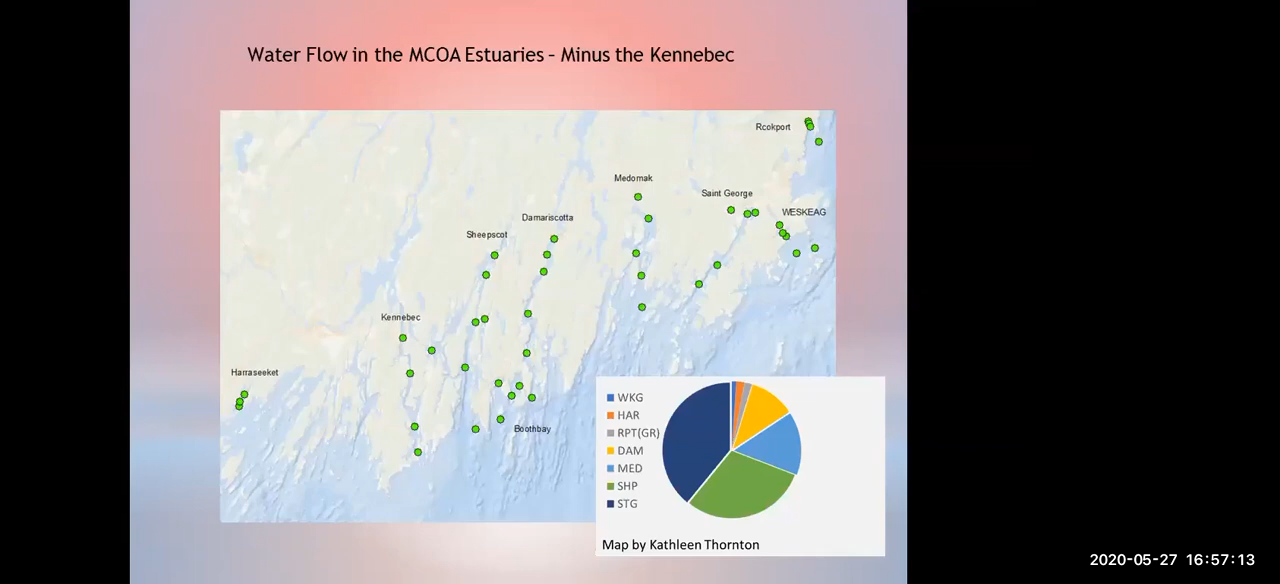 Water Flow in the MCOA Estuaries – Minus the Kennebec
Rcokport
Medomak
Saint George
WESKEAG
Damariscotta
Sheepscot
Kennebec
Harraseeket
Boothbay
WKG
HAR
RPT(GR)
DAM
MED
SHP
STG
Map by Kathleen Thornton
2020-05-27 16:57:13